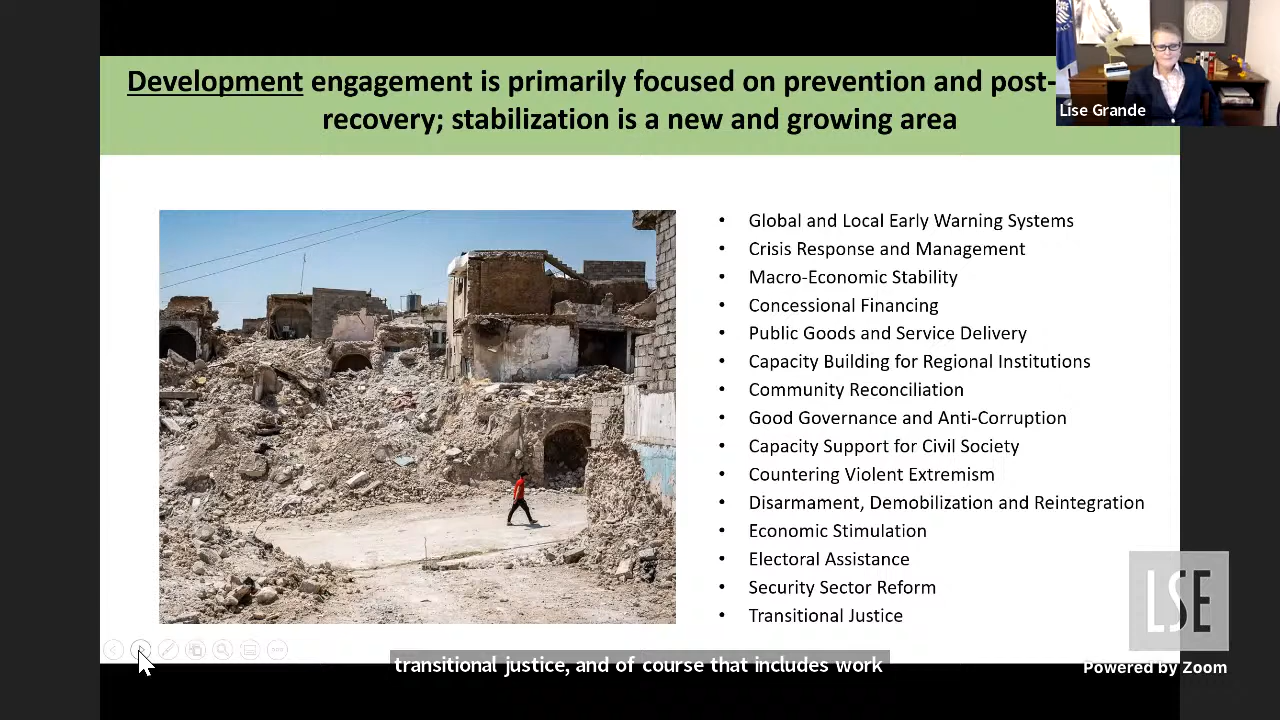 Development engagement is primarily focused on prevention and post-
recovery; stabilization is a new and growing area
Lise Grande
• Global and Local Early Warning Systems
• Crisis Response and Management
• Macro-Economic Stability
• Concessional Financing
• Public Goods and Service Delivery
• Capacity Building for Regional Institutions
• Community Reconciliation
• Good Governance and Anti-Corruption
• Capacity Support for Civil Society
• Countering Violent Extremism
• Disarmament, Demobilization and Reintegration
• Economic Stimulation
• Electoral Assistance
• Security Sector Reform
• Transitional Justice
LSE
transitional justice, and of course that includes work
Powered by Zoom